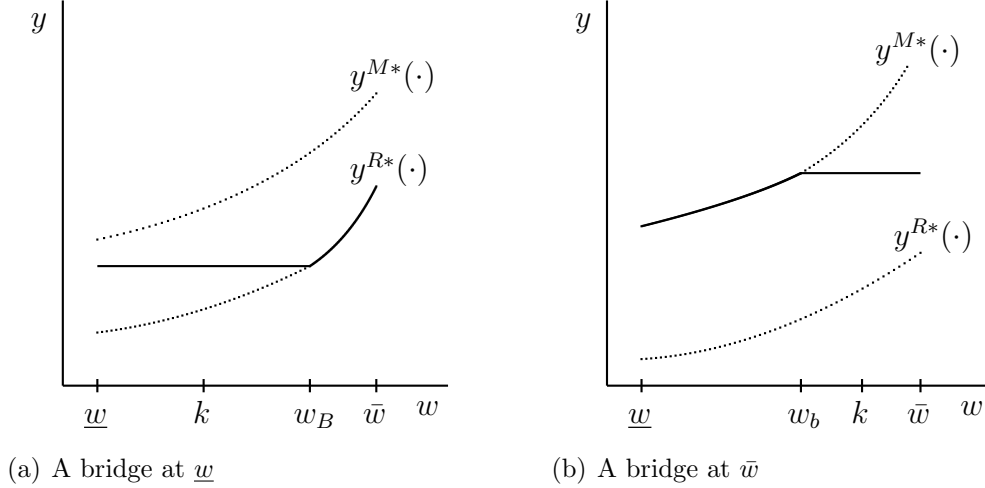 y
y^{M*}(·)
y^{R*}(·)
w̲ k w_B w̄ w
(a) A bridge at w̲
y
y^{M*}(·)
y^{R*}(·)
w̲ w_b k w̄ w
(b) A bridge at w̄